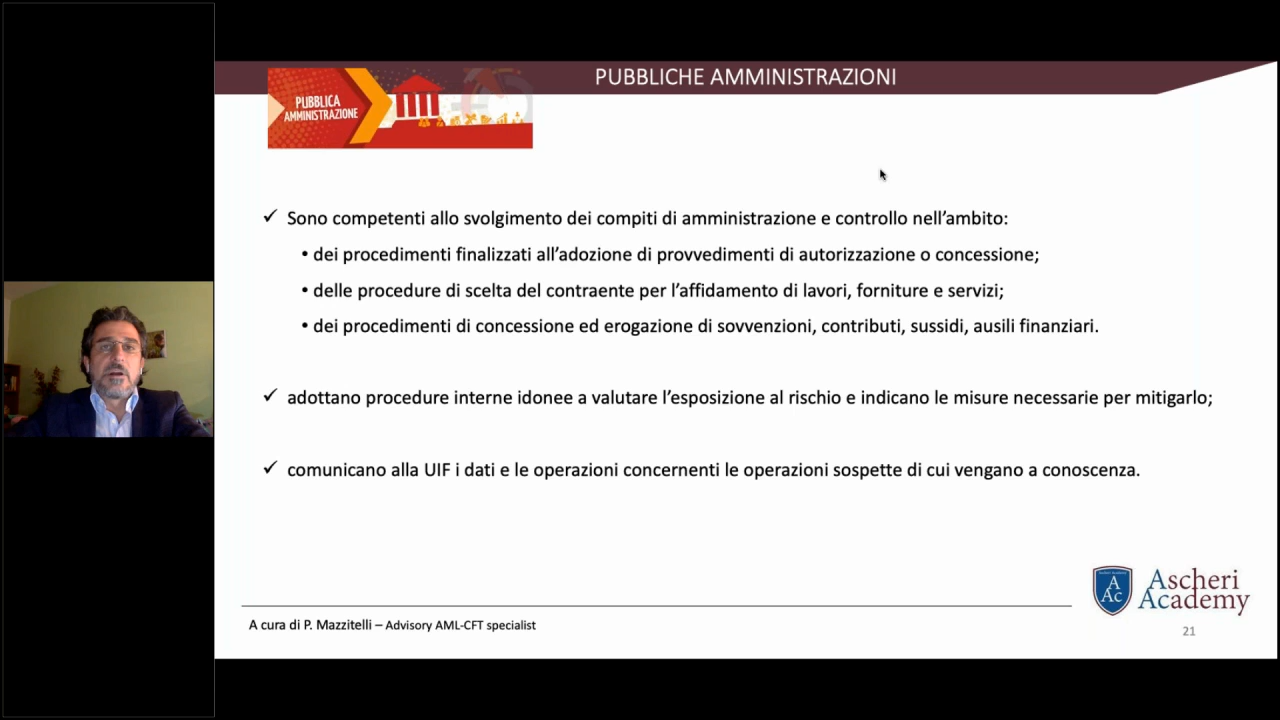 PUBBLICHE AMMINISTRAZIONI
PUBBLICA
AMMINISTRAZIONE
✓ Sono competenti allo svolgimento dei compiti di amministrazione e controllo nell’ambito:
• dei procedimenti finalizzati all’adozione di provvedimenti di autorizzazione o concessione;
• delle procedure di scelta del contraente per l’affidamento di lavori, forniture e servizi;
• dei procedimenti di concessione ed erogazione di sovvenzioni, contributi, sussidi, ausili finanziari.
✓ adottano procedure interne idonee a valutare l’esposizione al rischio e indicano le misure necessarie per mitigarlo;
✓ comunicano alla UIF i dati e le operazioni concernenti le operazioni sospette di cui vengano a conoscenza.
A
Ac
Ascheri
Academy
A cura di P. Mazzitelli – Advisory AML-CFT specialist
21